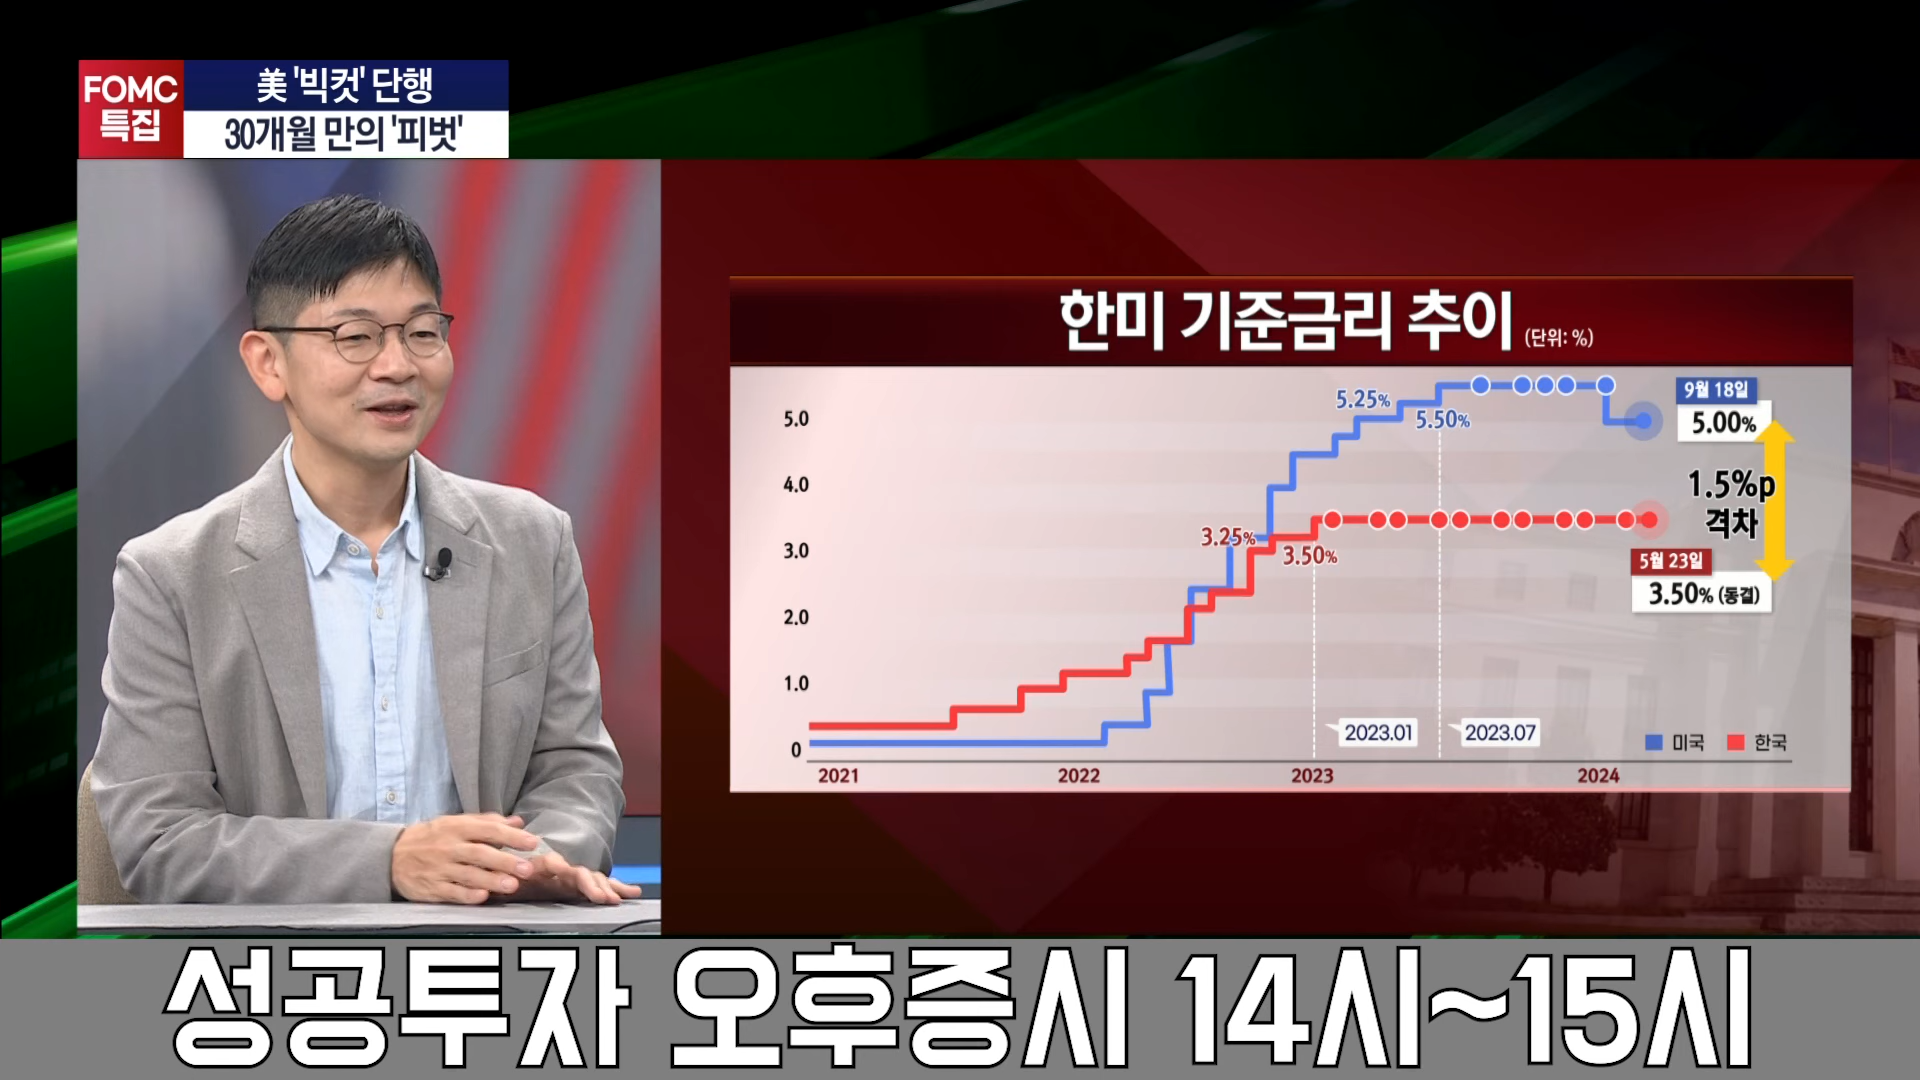 FOMC
특집
美 '빅컷' 단행
30개월 만의 '피벗'
한미 기준금리 추이 (단위: %)
5.0
4.0
3.0
2.0
1.0
0
5.25%
5.50%
3.25%
3.50%
9월 18일
5.00%
1.5%p
격차
5월 23일
3.50% (동결)
2023.01
2023.07
미국
한국
2021
2022
2023
2024
성공투자 오후증시 14시~15시